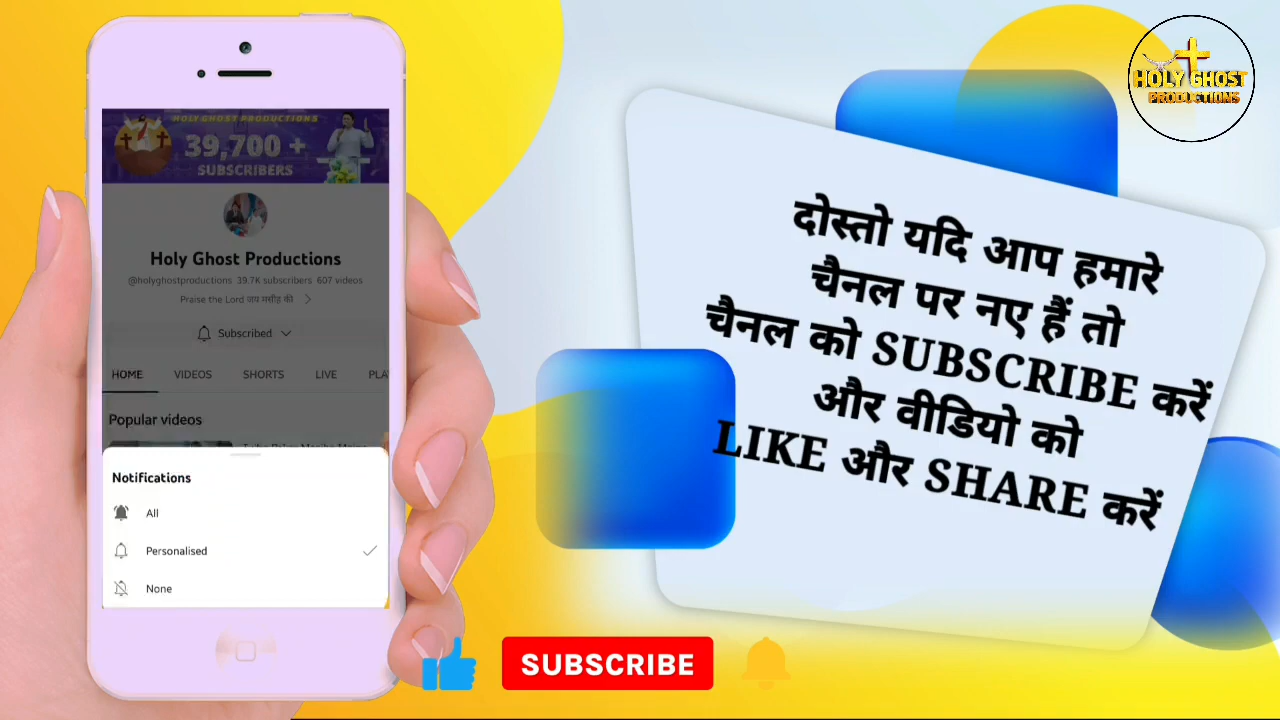 HOLY GHOST PRODUCTIONS
39,700 +
SUBSCRIBERS
Holy Ghost Productions
@holyghostproductions 39.7K subscribers 607 videos
Praise the Lord जय मसीह की
Subscribed
HOME VIDEOS SHORTS LIVE PLA
Popular videos
Notifications
All
Personalised
None
HOLY GHOST
PRODUCTIONS
दोस्तो यदि आप हमारे
चैनल पर नए हैं तो
चैनल को SUBSCRIBE करें
और वीडियो को
LIKE और SHARE करें
SUBSCRIBE